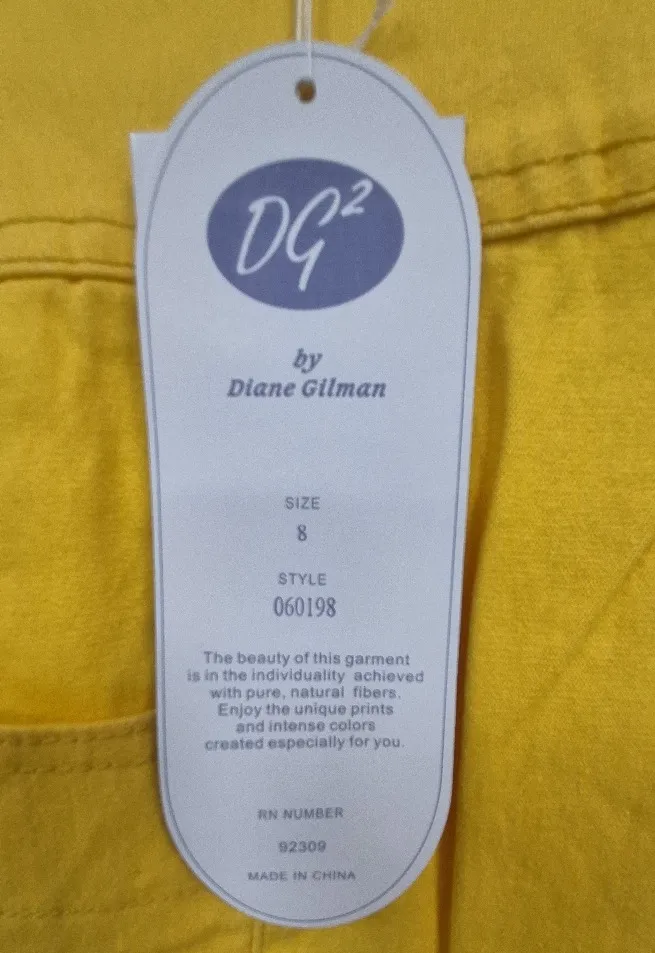 DG²
by
Diane Gilman
SIZE
8
STYLE
060198
The beauty of this garment
is in the individuality achieved
with pure, natural fibers.
Enjoy the unique prints
and intense colors
created especially for you.
RN NUMBER
92309
MADE IN CHINA